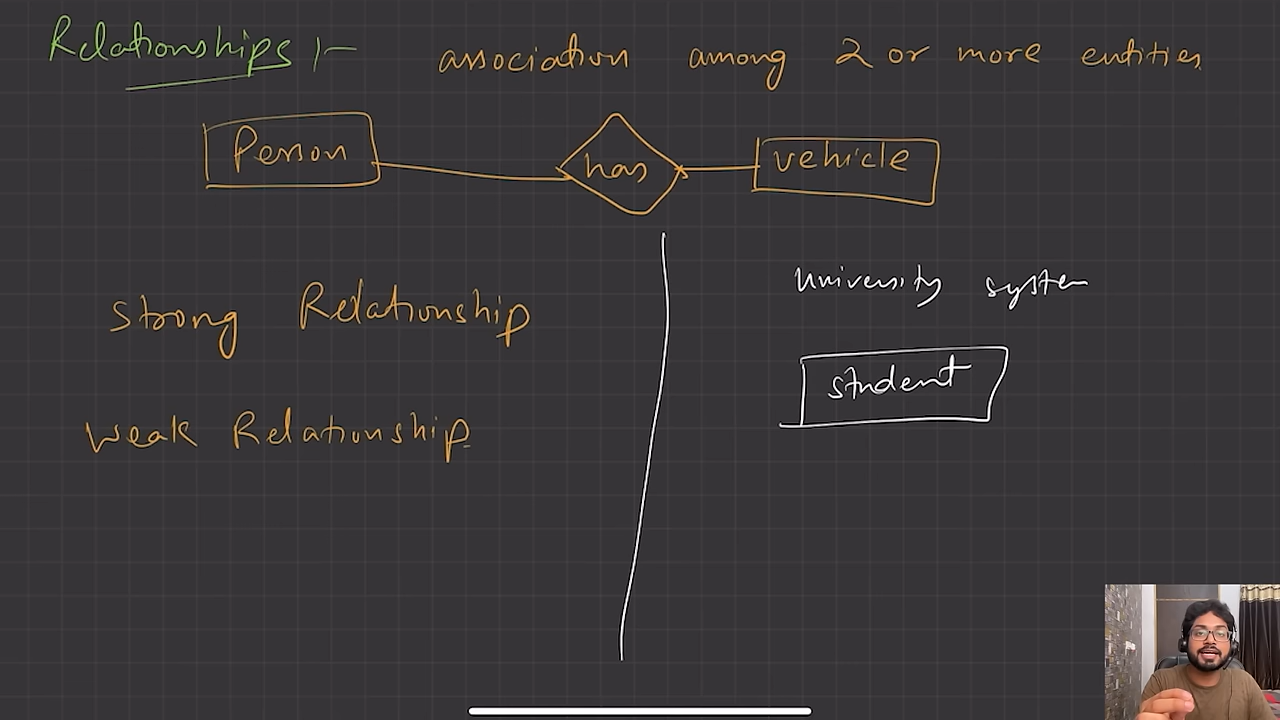 Relationships :- association among 2 or more entities
Person has vehicle
Strong Relationship
Weak Relationship
University system
student